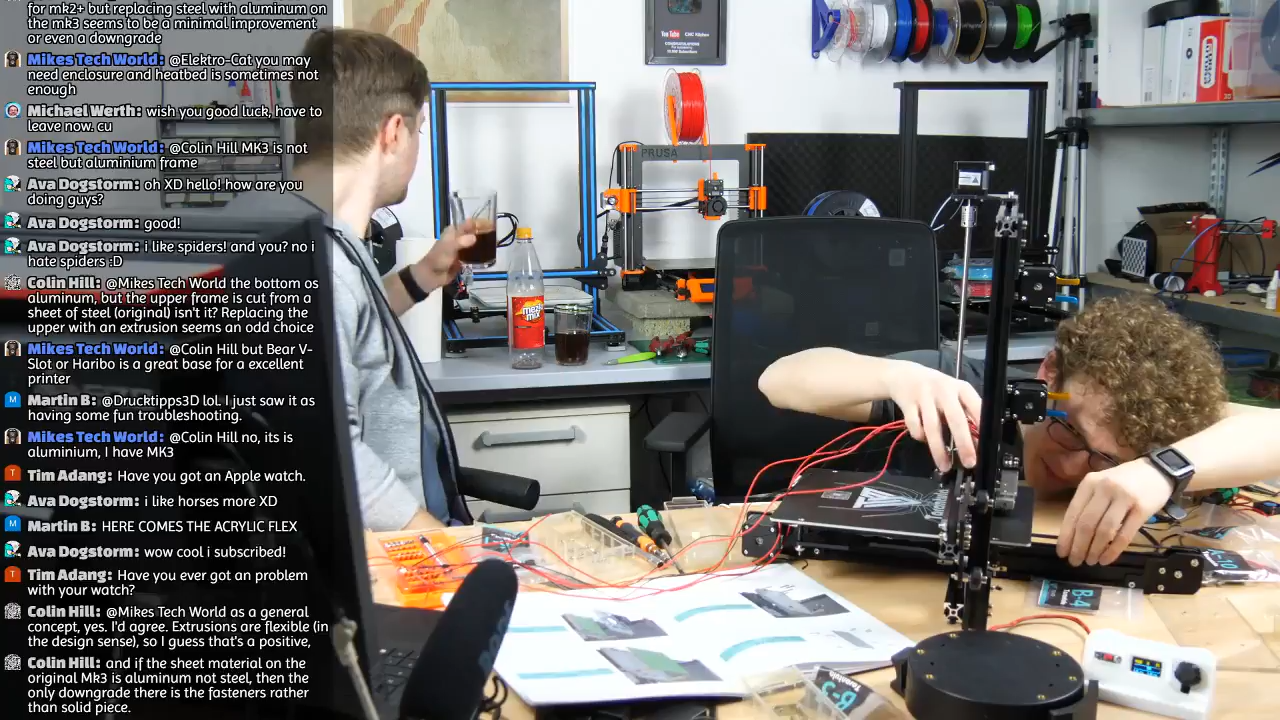 for mk2+ but replacing steel with aluminum on
the mk3 seems to be a minimal improvement
or even a downgrade
Mikes Tech World: @Elektro-cat you may
need enclosure and heatbed is sometimes not
enough
Michael Werth: wish you good luck, have to
leave now. cu
Mikes Tech World: @Colin Hill MK3 is not
steel but aluminium frame
Ava Dogstorm: oh XD hello! how are you
doing guys?
Ava Dogstorm: good!
Ava Dogstorm: i like spiders! and you? no i
hate spiders :D
Colin Hill: @Mikes Tech World the bottom os
aluminum, but the upper frame is cut from a
sheet of steel (original) isn't it? Replacing the
upper with an extrusion seems an odd choice
Mikes Tech World: @Colin Hill but Bear V-
Slot or Haribo is a great base for a excellent
printer
Martin B: @Drucktipps3D lol. I just saw it as
having some fun troubleshooting.
Mikes Tech World: @Colin Hill no, its is
aluminium, I have MK3
Tim Adang: Have you got an Apple watch.
Ava Dogstorm: i like horses more XD
Martin B: HERE COMES THE ACRYLIC FLEX
Ava Dogstorm: wow cool i subscribed!
Tim Adang: Have you ever got an problem
with your watch?
Colin Hill: @Mikes Tech World as a general
concept, yes. I'd agree. Extrusions are flexible (in
the design sense), so I guess that's a positive,
Colin Hill: and if the sheet material on the
original Mk3 is aluminum not steel, then the
only downgrade there is the fasteners rather
than solid piece.
YouTube CNC Kitchen
PRUSA
mezzo
mix
B-4
B-3